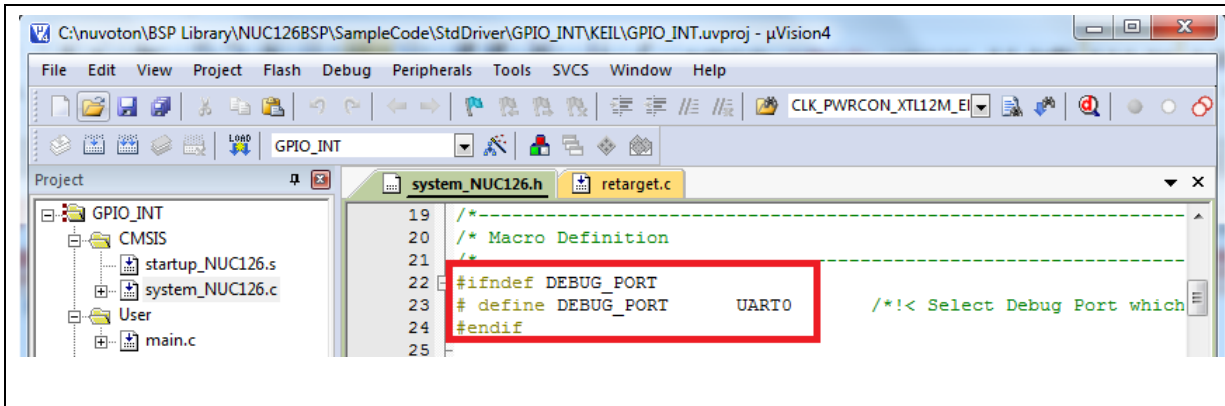 C:\nuvoton\BSP Library\NUC126BSP\SampleCode\StdDriver\GPIO_INT\KEIL\GPIO_INT.uvproj - µVision4
File Edit View Project Flash Debug Peripherals Tools SVCS Window Help
CLK_PWRCON_XTL12M_E
LOAD GPIO_INT
Project system_NUC126.h retarget.c
GPIO_INT
CMSIS
startup_NUC126.s
system_NUC126.c
User
main.c
19 /*-----------------------------------------------------------------
20 /* Macro Definition
21 /*-----------------------------------------------------------------
22 #ifndef DEBUG_PORT
23 # define DEBUG_PORT UART0 /*!< Select Debug Port which
24 #endif
25